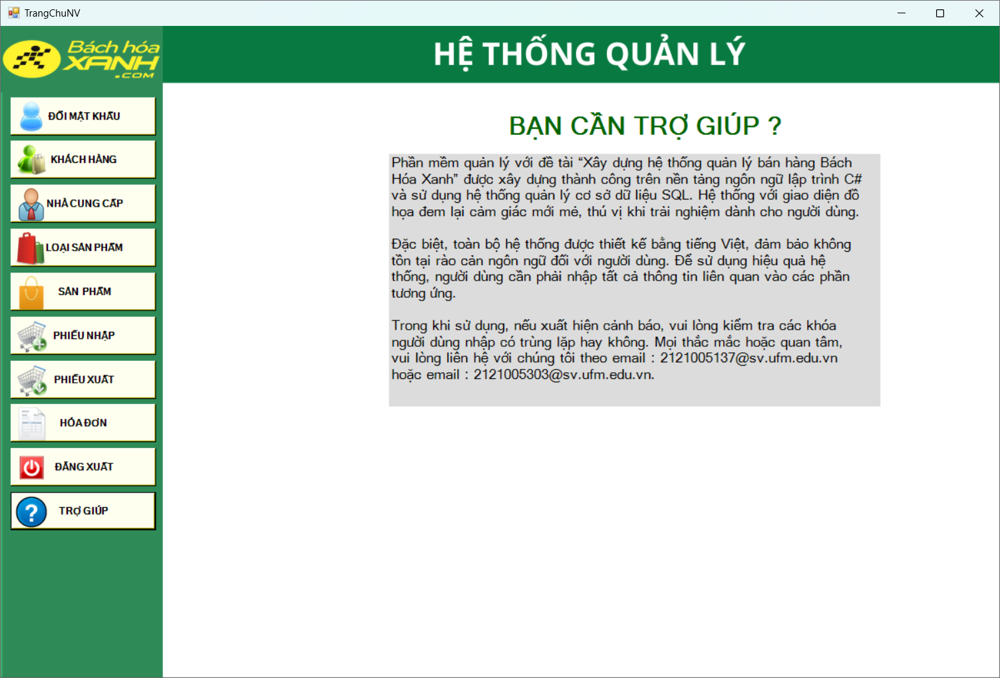 TrangChuNV
Bách hóa
XANH
.COM
HỆ THỐNG QUẢN LÝ
ĐỔI MẬT KHẨU
KHÁCH HÀNG
NHÀ CUNG CẤP
LOẠI SẢN PHẨM
SẢN PHẨM
PHIẾU NHẬP
PHIẾU XUẤT
HÓA ĐƠN
ĐĂNG XUẤT
TRỢ GIÚP
BẠN CẦN TRỢ GIÚP ?
Phần mềm quản lý với đề tài “Xây dựng hệ thống quản lý bán hàng Bách
Hóa Xanh” được xây dựng thành công trên nền tảng ngôn ngữ lập trình C#
và sử dụng hệ thống quản lý cơ sở dữ liệu SQL. Hệ thống với giao diện đồ
họa đem lại cảm giác mới mẻ, thú vị khi trải nghiệm dành cho người dùng.
Đặc biệt, toàn bộ hệ thống được thiết kế bằng tiếng Việt, đảm bảo không
tồn tại rào cản ngôn ngữ đối với người dùng. Để sử dụng hiệu quả hệ
thống, người dùng cần phải nhập tất cả thông tin liên quan vào các phần
tương ứng.
Trong khi sử dụng, nếu xuất hiện cảnh báo, vui lòng kiểm tra các khóa
người dùng nhập có trùng lặp hay không. Mọi thắc mắc hoặc quan tâm,
vui lòng liên hệ với chúng tôi theo email : 2121005137@sv.ufm.edu.vn
hoặc email : 2121005303@sv.ufm.edu.vn.